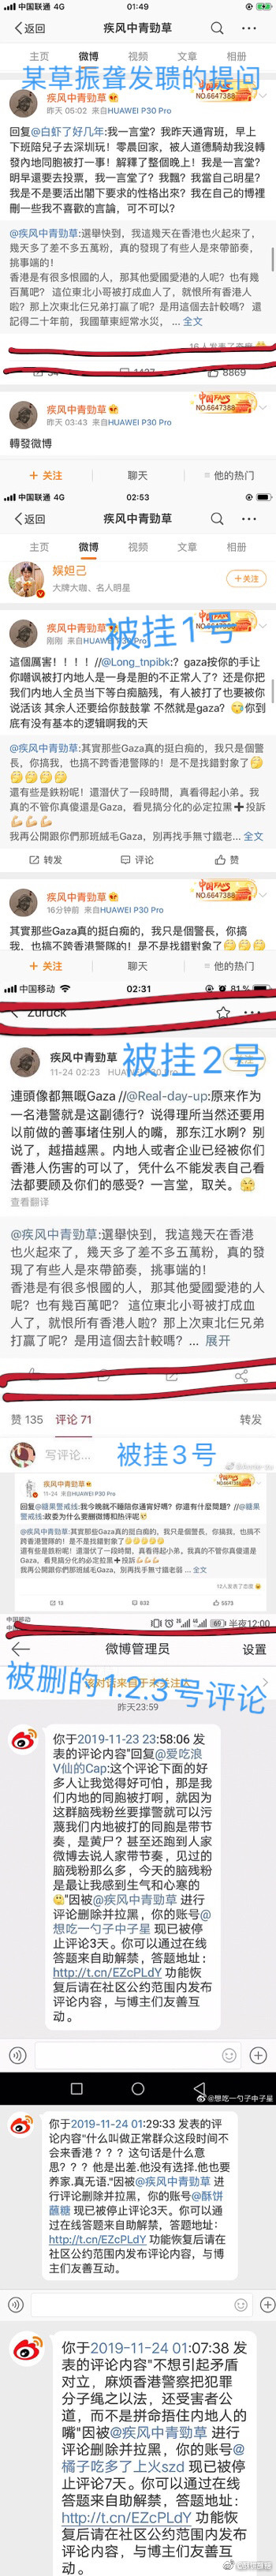 中国联通 4G
01:49
返回
疾风中青勁草
主页
微博
视频
文章
相册
某草振聋发聩的提问
疾风中青勁草
昨天 05:02 来自HUAWEI P30 Pro
NO.6647388
回复@白虾了好几年:我一言堂？我昨天通宵班，早上
下班陪兒子去深圳玩！零晨回家，被人道德騎劫我沒轉
發內地同胞被打一事！解釋了整個晚上！我是一言堂？
明早還要去投票，我一言堂了？我飄？我當自己明星？
我是不是要活出閣下要求的性格出來？我在自己的博裡
刪一些我不喜歡的言論，可不可以？
@疾風中青勁草:選舉快到，我這幾天在香港也火起來了，
幾天多了差不多五萬粉，真的發現了有些人是來帶節奏，
挑事端的！
香港是有很多恨國的人，那其他愛國愛港的人呢？也有幾
百萬吧？ 這位東北小哥被打成血人了，就恨所有香港人
啦？那上次東北仨兄弟打贏了呢？是用這個去計較嗎？ 還
記得二十年前，我國華東經常水災， ... 全文
8869
疾风中青勁草
昨天 03:43 来自HUAWEI P30 Pro
NO.6647388
轉發微博
+ 关注
聊天
他的热门
中国联通 4G
02:53
返回
疾风中青勁草
主页
微博
视频
文章
相册
娱妲己
大牌大咖、名人明星
+关注
被挂1号
疾风中青勁草
刚刚 来自HUAWEI P30 Pro
NO.6647388
這個厲害！！！！//@Long_tnpibk:？gaza按你的手让
你嘲讽被打内地人是一身是胆的不正常人了？还是你把
我们内地人全员当下等白痴脑残，有人被打了也要被你
说活该 其余人还要给你鼓鼓掌 不然就是gaza？你到
底有没有基本的逻辑啊我的天
@疾風中青勁草:其實那些Gaza真的挺白痴的，我只是個警
長，你搞我，也搞不跨香港警隊的！是不是找錯對象了
還有些是鉄粉呢！還潛伏了一段時間，真看得起小弟。我
真的不管你真傻還是Gaza，看見搞分化的必定拉黑➕投訴
我再公開跟你們那班絨毛Gaza，別再找手無寸鐵老... 全文
转发
评论
赞
疾风中青勁草
16分钟前 来自HUAWEI P30 Pro
NO.6647388
其實那些Gaza真的挺白痴的，我只是個警長，你搞
我，也搞不跨香港警隊的！是不是找錯對象了
+ 关注
聊天
他的热门
中国移动
02:31
81%
Zurück
被挂2号
疾风中青勁草
11-24 02:23
連頭像都無嘅Gaza //@Real-day-up:原来作为
一名港警就是这副德行？说得理所当然还要用
以前做的善事堵住别人的嘴，那东江水啊？别
说了，越描越黑。内地人或者企业已经被你们
香港人伤害的可以了，凭什么不能发表自己看
法都要顾及你们的感受？一言堂，取关。
查看翻译
@疾風中青勁草:選舉快到，我這幾天在香港
也火起來了，幾天多了差不多五萬粉，真的發
現了有些人是來帶節奏，挑事端的！
香港是有很多恨國的人，那其他愛國愛港的人
呢？也有幾百萬吧？ 這位東北小哥被打成血人
了，就恨所有香港人啦？那上次東北仨兄弟
打贏了呢？是用這個去計較嗎？... 展开
赞 135
评论 71
转发
写评论...
被挂3号
疾风中青勁草
11-24 来自HUAWEI P30 Pro
NO.6647388
回复@糖果警戒线:我今晚就不睡陪你通宵好嗎？你還有什麼問題？//@糖果
警戒线:政委为什么要删微博和热评呢
@疾風中青勁草:其實那些Gaza真的挺白痴的，我只是個警長，你搞我，也搞不
跨香港警隊的！是不是找錯對象了
還有些是鉄粉呢！還潛伏了一段時間，真看得起小弟。我真的不管你真傻還是
Gaza，看見搞分化的必定拉黑➕投訴
我再公開跟你們那班絨毛Gaza，別再找手無寸鐵老弱 ... 全文
12人发表了态度
15
932
5573
半夜12:00
微博管理员
设置
被删的1.2.3号评论
昨天23:59
你于2019-11-23 23:58:06 发
表的评论内容"回复@爱吃浪
V仙的Cap:这个评论下面的好
多人让我觉得好可怕，那是我
们内地的同胞被打啊，就因为
这群脑残粉丝要撑警就可以污
蔑我们内地被打的同胞是带节
奏，是黄尸？甚至还跑到人家
微博去说人家带节奏，见过的
脑残粉那么多，今天的脑残粉
是最让我感到生气和心寒的
"因被@疾风中青勁草 进行
评论删除并拉黑，你的账号@
想吃一勺子中子星 现已被停
止评论3天。你可以通过在线
答题来自助解禁，答题地址：
http://t.cn/EZcPLdY 功能恢
复后请在社区公约范围内发布
评论内容，与博主们友善互
动。
@想吃一勺子中子星
你于2019-11-24 01:29:33 发表的评
论内容"什么叫做正常群众这段时间不
会来香港？？？ 这句话是什么意
思？？？ 他是出差.他没有选择.他也要
养家.真无语."因被@疾风中青勁草 进
行评论删除并拉黑，你的账号@酥饼
蘸糖 现已被停止评论3天。你可以通
过在线答题来自助解禁，答题地址：
http://t.cn/EZcPLdY 功能恢复后请在
社区公约范围内发布评论内容，与博
主们友善互动。
你于2019-11-24 01:07:38 发
表的评论内容"不想引起矛盾
对立，麻烦香港警察把犯罪
分子绳之以法，还受害者公
道，而不是拼命捂住内地人的
嘴"因被@疾风中青勁草 进行
评论删除并拉黑，你的账号@
橘子吃多了上火szd 现已被停
止评论7天。你可以通过在线
答题来自助解禁，答题地址：
http://t.cn/EZcPLdY 功能恢
复后请在社区公约范围内发布
评论内容，与博主们友善互
动。